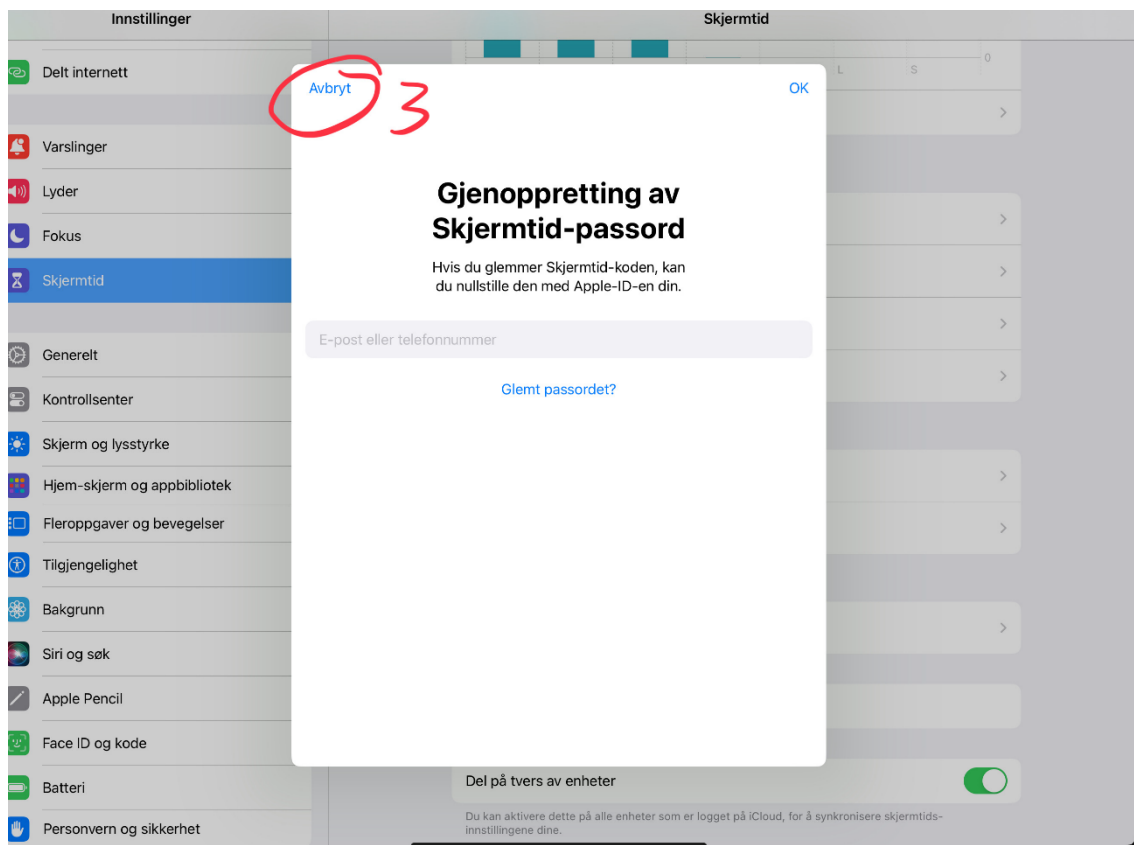 Innstillinger
Skjermtid
Delt internett
Varslinger
Lyder
Fokus
Skjermtid
Generelt
Kontrollsenter
Skjerm og lysstyrke
Hjem-skjerm og appbibliotek
Fleroppgaver og bevegelser
Tilgjengelighet
Bakgrunn
Siri og søk
Apple Pencil
Face ID og kode
Batteri
Personvern og sikkerhet
0
L S
Avbryt 3 OK
Gjenoppretting av
Skjermtid-passord
Hvis du glemmer Skjermtid-koden, kan
du nullstille den med Apple-ID-en din.
E-post eller telefonnummer
Glemt passordet?
Del på tvers av enheter
Du kan aktivere dette på alle enheter som er logget på iCloud, for å synkronisere skjermtids-
innstillingene dine.